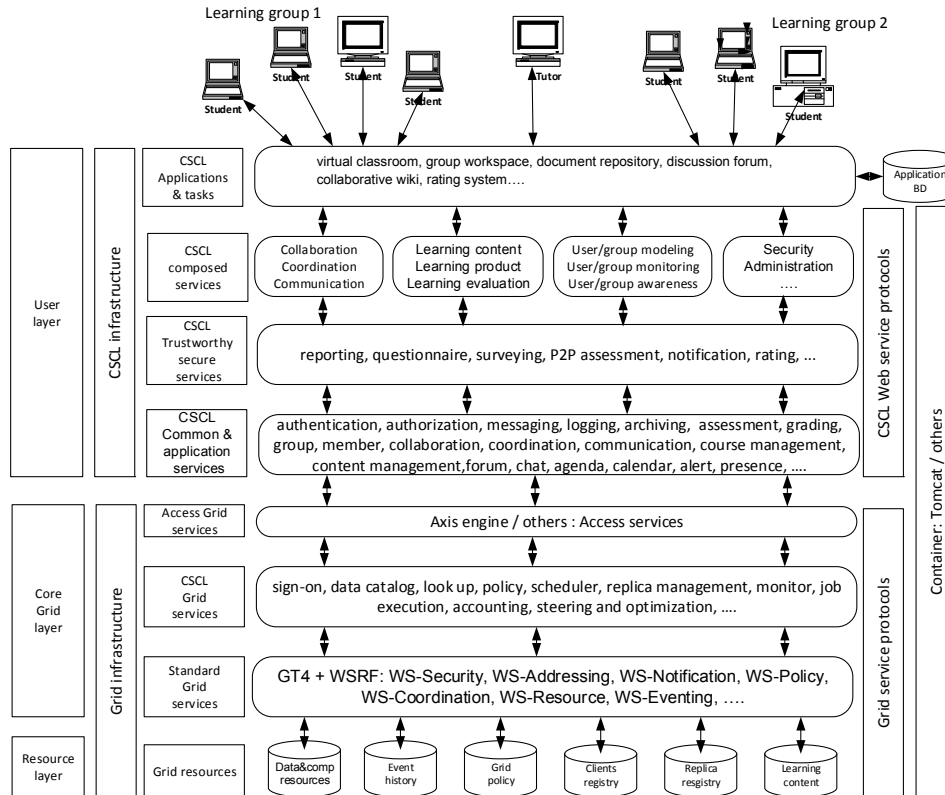 Learning group 1
Learning group 2
Student
Student
Student
Student
Tutor
Student
Student
Student
User
layer
CSCL infrastructure
CSCL
Applications
& tasks
virtual classroom, group workspace, document repository, discussion forum,
collaborative wiki, rating system....
Application
BD
CSCL
composed
services
Collaboration
Coordination
Communication
Learning content
Learning product
Learning evaluation
User/group modeling
User/group monitoring
User/group awareness
Security
Administration
....
CSCL
Trustworthy
secure
services
reporting, questionnaire, surveying, P2P assessment, notification, rating, ...
CSCL
Common &
application
services
authentication, authorization, messaging, logging, archiving, assessment, grading,
group, member, collaboration, coordination, communication, course management,
content management,forum, chat, agenda, calendar, alert, presence, ....
CSCL Web service protocols
Container: Tomcat / others
Core
Grid
layer
Grid infrastructure
Access Grid
services
Axis engine / others : Access services
CSCL
Grid
services
sign-on, data catalog, look up, policy, scheduler, replica management, monitor, job
execution, accounting, steering and optimization, ....
Standard
Grid
services
GT4 + WSRF: WS-Security, WS-Addressing, WS-Notification, WS-Policy,
WS-Coordination, WS-Resource, WS-Eventing, ....
Grid service protocols
Resource
layer
Grid resources
Data&comp
resources
Event
history
Grid
policy
Clients
registry
Replica
resgistry
Learning
content